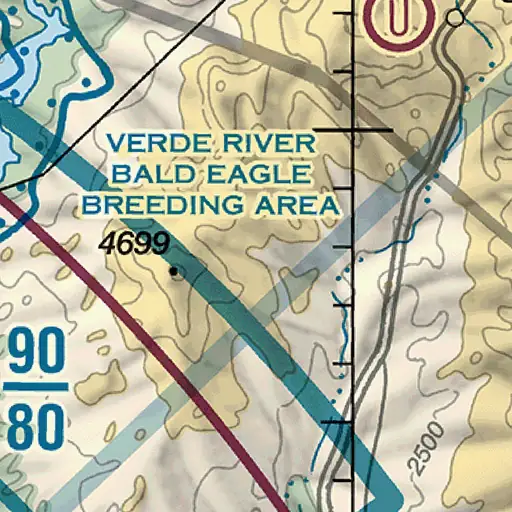 U
VERDE RIVER
BALD EAGLE
BREEDING AREA
4699
90
80
2500